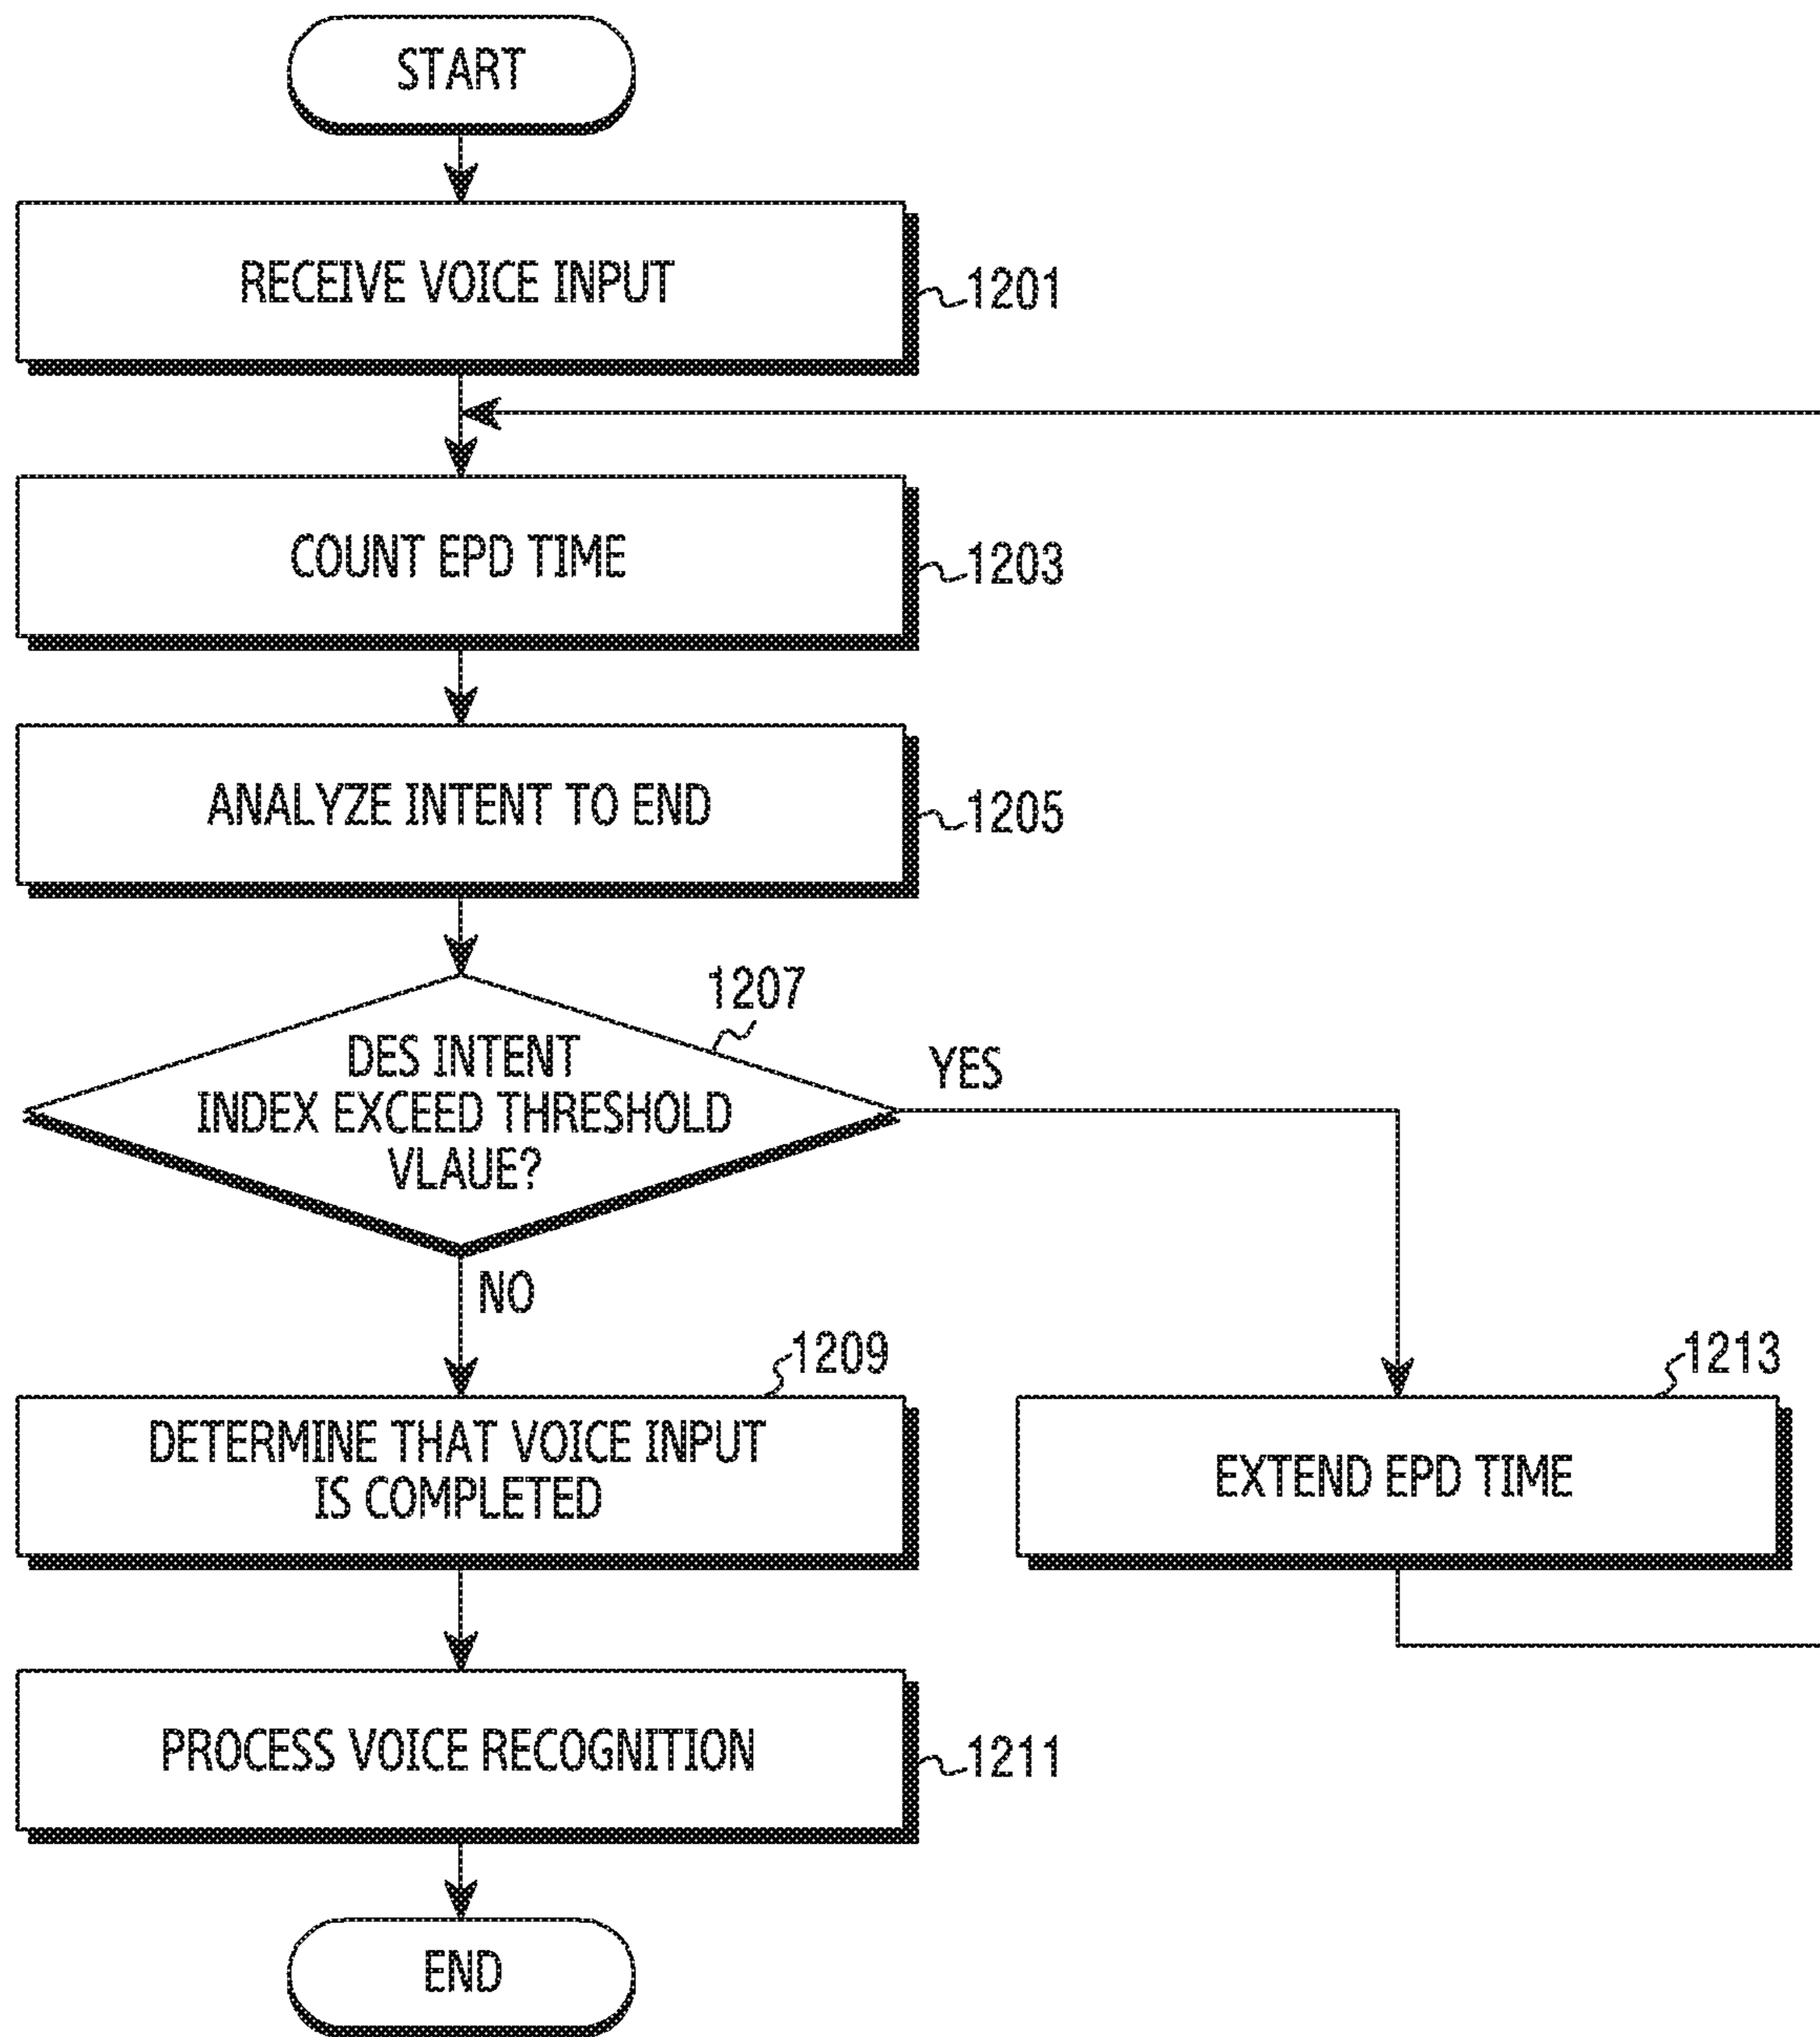 START
RECEIVE VOICE INPUT
1201
COUNT EPD TIME
1203
ANALYZE INTENT TO END
1205
1207
DES INTENT
INDEX EXCEED THRESHOLD
VLAUE?
YES
NO
1209
DETERMINE THAT VOICE INPUT
IS COMPLETED
1213
EXTEND EPD TIME
PROCESS VOICE RECOGNITION
1211
END